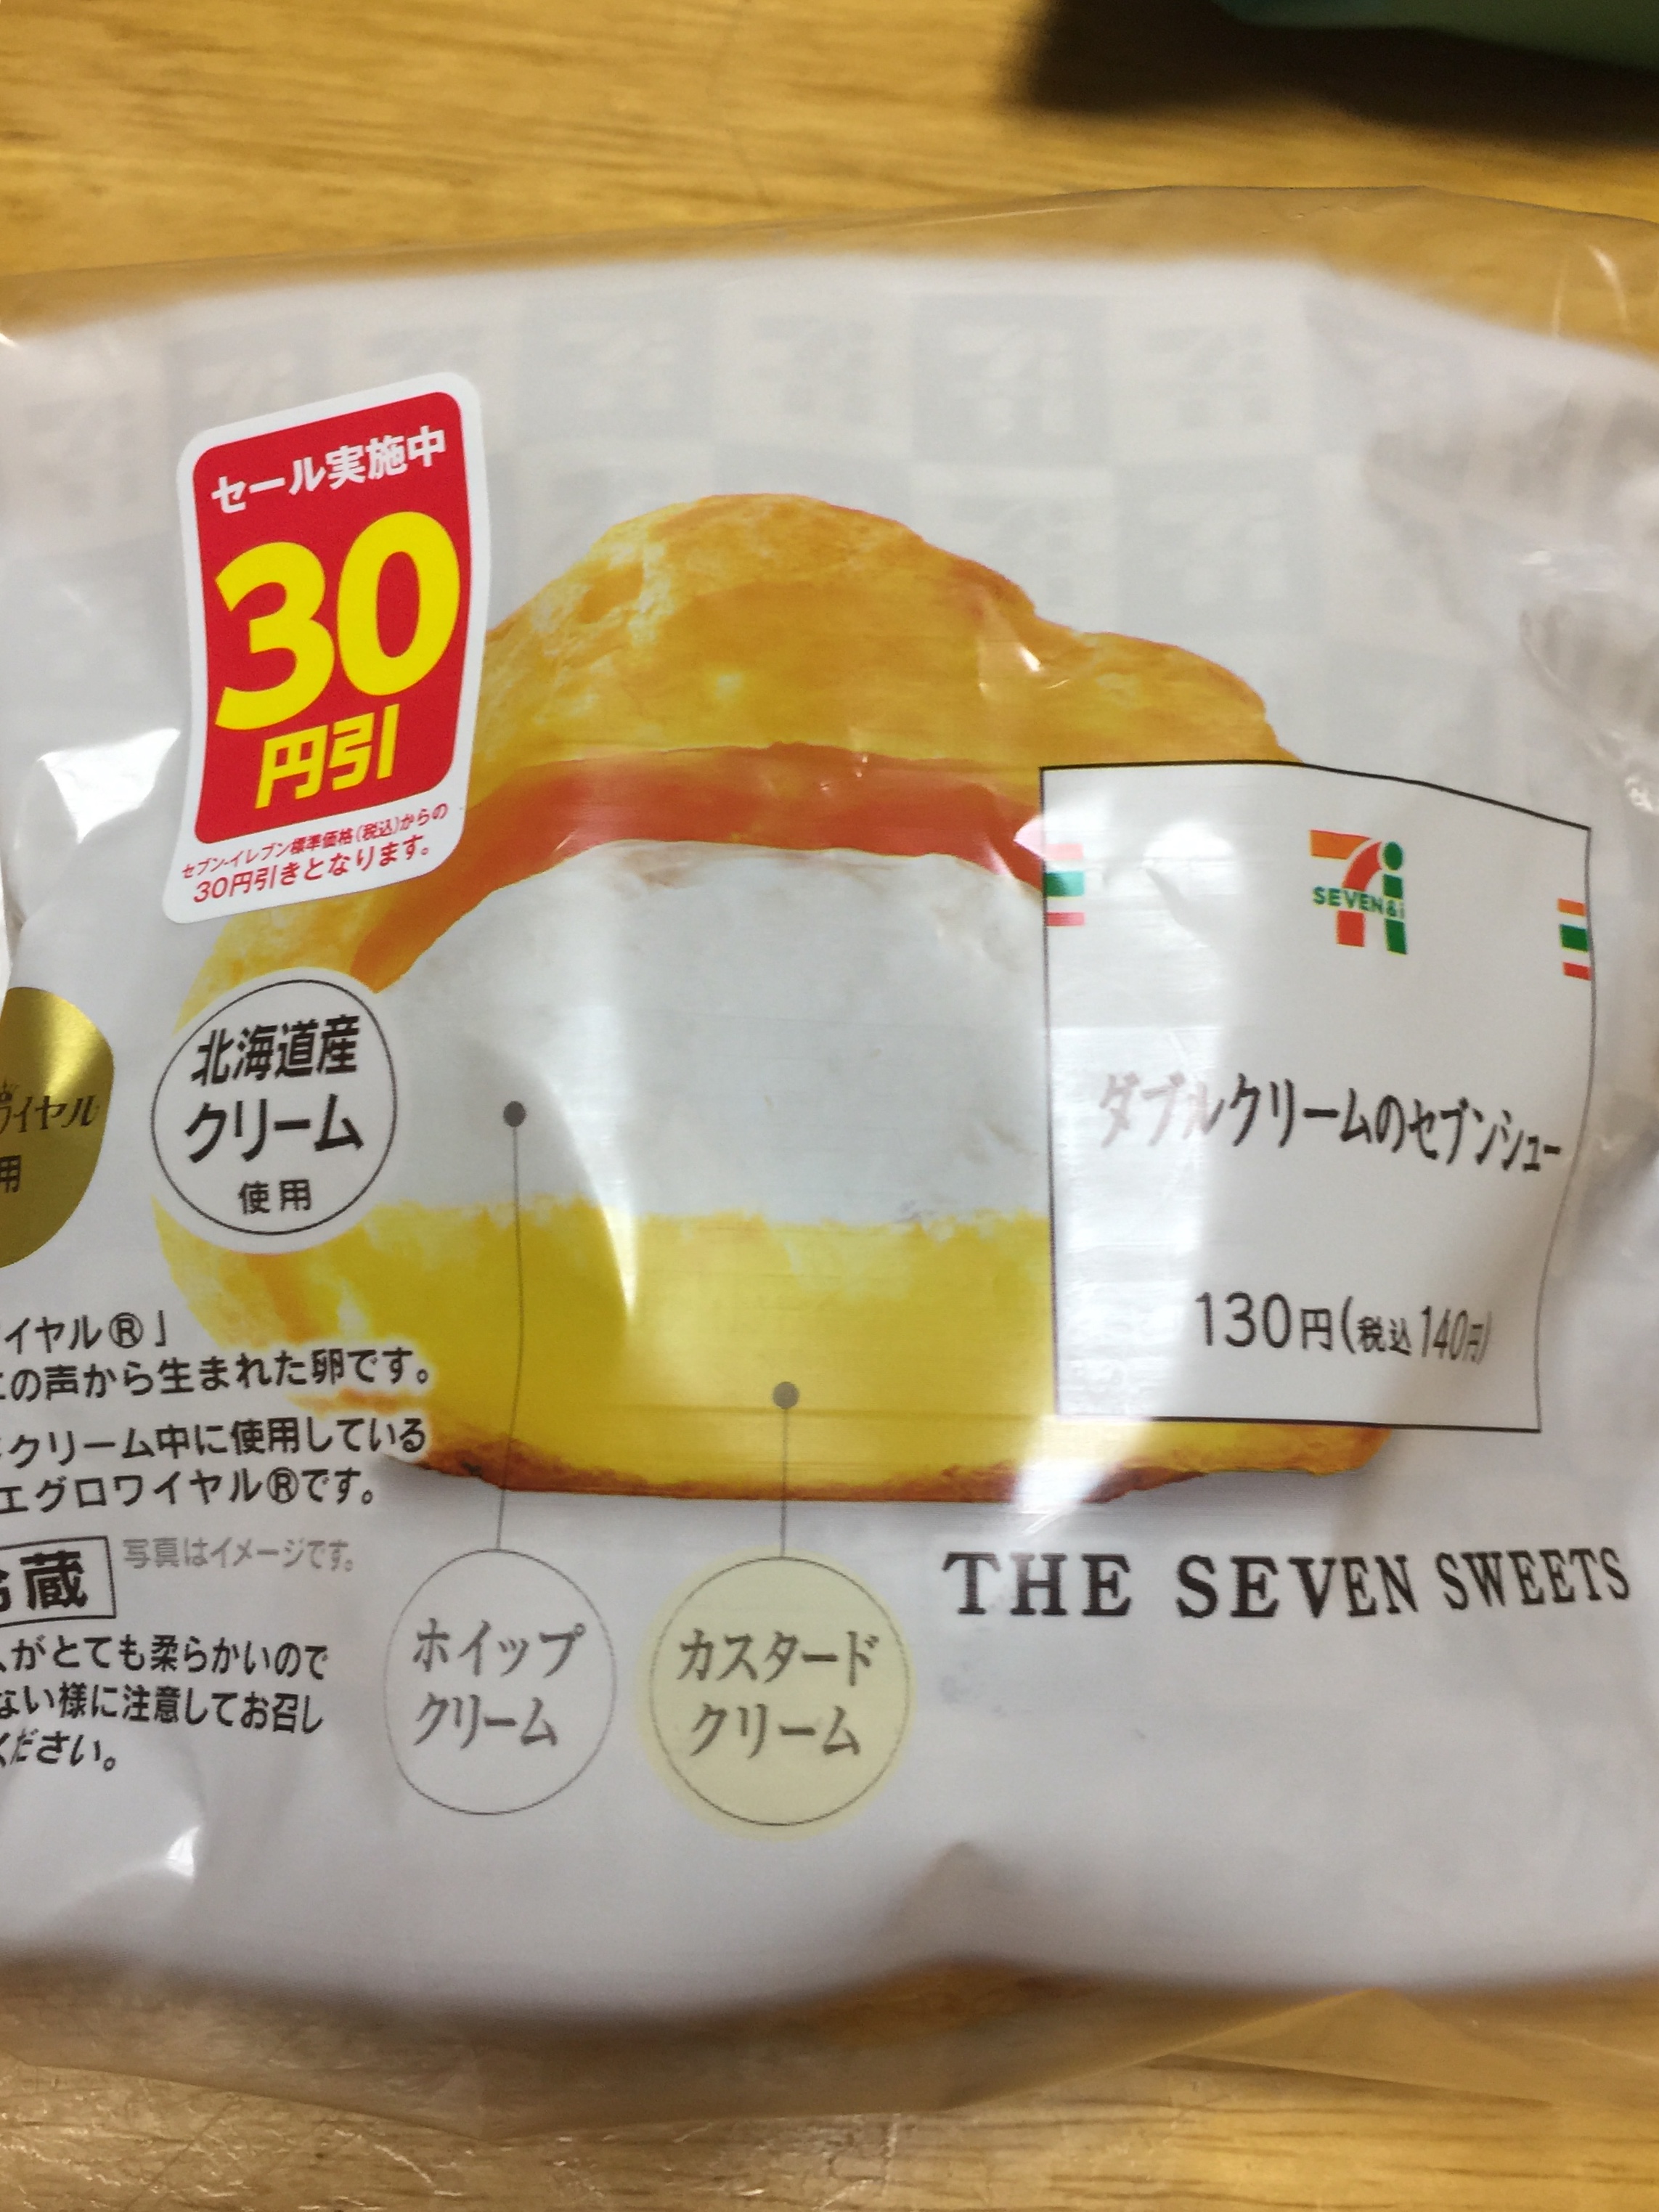 セール実施中
30
円引
セブン-イレブン標準価格(税込)からの
30円引きとなります。
SEVEN&i
北海道産
クリーム
使用
ワイヤル
用
ダブルクリームのセブンシュー
130円(税込140円)
イヤル®」
の声から生まれた卵です。
クリーム中に使用している
エグロワイヤル®です。
蔵
写真はイメージです。
がとても柔らかいので
ない様に注意してお召し
ください。
ホイップ
クリーム
カスタード
クリーム
THE SEVEN SWEETS